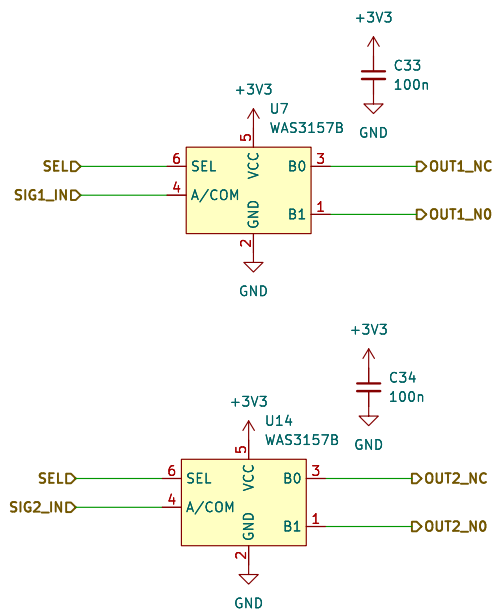 +3V3
C33
100n
GND
+3V3
U7
WAS3157B
5
VCC
SEL
6
SEL
B0
3
OUT1_NC
SIG1_IN
4
A/COM
GND
B1
1
OUT1_NO
2
GND
+3V3
C34
100n
GND
+3V3
U14
WAS3157B
5
VCC
SEL
6
SEL
B0
3
OUT2_NC
SIG2_IN
4
A/COM
GND
B1
1
OUT2_NO
2
GND